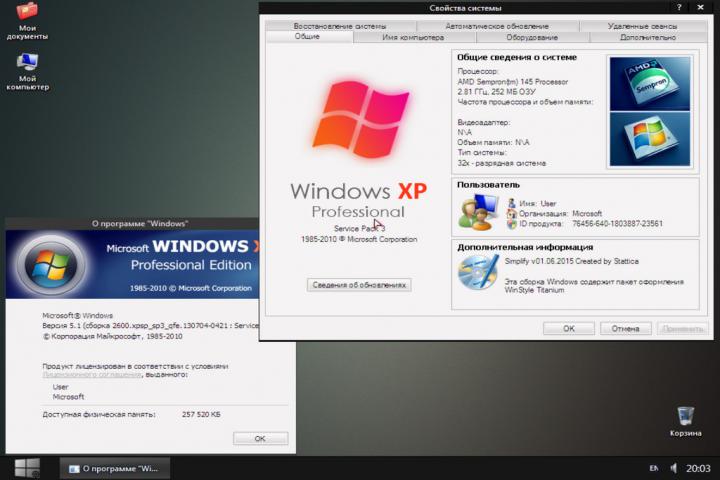 Мои
документы
Мой
компьютер
Свойства системы
Восстановление системы
Автоматическое обновление
Удаленные сеансы
Общие
Имя компьютера
Оборудование
Дополнительно
Windows XP
Professional
Service Pack 3
1985-2010 ® Microsoft Corporation
Сведения об обновлениях
Общие сведения о системе
Процессор:
AMD Sempron(tm) 145 Processor
2.81 ГГц, 252 МБ ОЗУ
Частота процессора и объем памяти:
Видеоадаптер:
N\A
Объем памяти: N\A
Тип системы:
32х - разрядная система
AMD
Sempron
Пользователь
Имя: User
Организация: Microsoft
ID продукта: 76456-640-1803887-23561
Дополнительная информация
Simplify v01.06.2015 Created by Stattica
Эта сборка Windows содержит пакет оформления
WinStyle Titanium
OK
Отмена
Применить
О программе "Windows"
Microsoft WINDOWS X
Professional Edition
1985-2010 © Microsoft Corporation
Microsoft® Windows
Версия 5.1 (сборка 2600.xpsp_sp3_qfe.130704-0421 : Service
© Корпорация Майкрософт, 1985-2010
Продукт лицензирован в соответствии с условиями
Лицензионного соглашения, выданного:
User
Microsoft
Доступная физическая память: 257 520 КБ
OK
Корзина
О программе "Wi...
EN
20:03